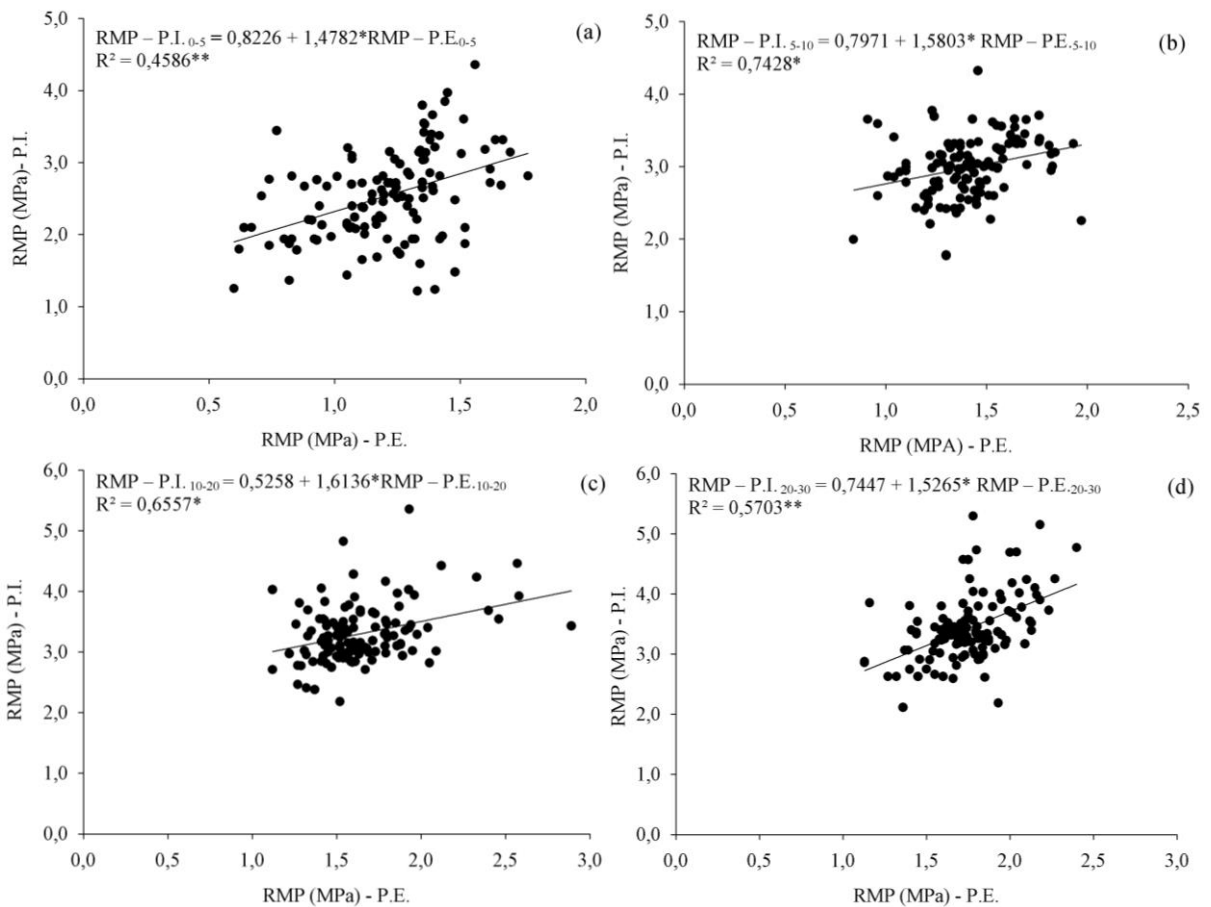 5,0
4,0
3,0
2,0
1,0
0,0
RMP (MPa)- P.I.
RMP – P.I. 0-5 = 0,8226 + 1,4782*RMP – P.E.0-5
R² = 0,4586**
(a)
0,0 0,5 1,0 1,5 2,0
RMP (MPa) - P.E.
5,0
4,0
3,0
2,0
1,0
0,0
RMP (MPa) - P.I.
RMP – P.I. 5-10 = 0,7971 + 1,5803* RMP – P.E.5-10
R² = 0,7428*
(b)
0,0 0,5 1,0 1,5 2,0 2,5
RMP (MPA) - P.E.
6,0
5,0
4,0
3,0
2,0
1,0
0,0
RMP (MPa) - P.I.
RMP – P.I. 10-20 = 0,5258 + 1,6136*RMP – P.E.10-20
R² = 0,6557*
(c)
0,0 0,5 1,0 1,5 2,0 2,5 3,0
RMP (MPa) - P.E.
6,0
5,0
4,0
3,0
2,0
1,0
0,0
RMP (MPa) - P.I.
RMP – P.I. 20-30 = 0,7447 + 1,5265* RMP – P.E.20-30
R² = 0,5703**
(d)
0,0 0,5 1,0 1,5 2,0 2,5 3,0
RMP (MPa) - P.E.